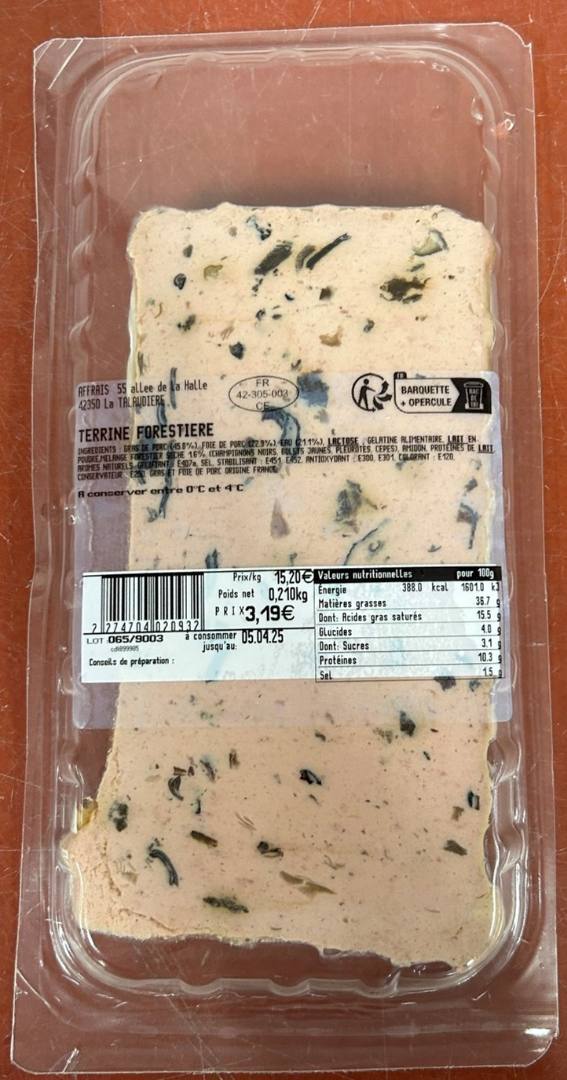 AFFRAIS 55 allee de la Halle
42350 La TALAUDIERE
FR
42-305-003
CE
FR
BARQUETTE
+ OPERCULE
BAC
DE
TRI
TERRINE FORESTIERE
INGREDIENTS : GRAS DE PORC (45.8%), FOIE DE PORC (22.9%), EAU (21.1%), LACTOSE, GELATINE ALIMENTAIRE, LAIT EN
POUDRE, MELANGE FORESTIER SECHE 1.6% (CHAMPIGNONS NOIRS, BOLETS JAUNES, PLEUROTES, CEPES), AMIDON, PROTEINES DE LAIT,
AROMES NATURELS, GELIFIANT : E407a, SEL, STABILISANT : E451, E452, ANTIOXYDANT : E300, E301, COLORANT : E120,
CONSERVATEUR : E250. GRAS ET FOIE DE PORC ORIGINE FRANCE
A conserver entre 0°C et 4°C
Prix/kg 15,20€
Poids net 0,210kg
PRIX 3,19€
2 274704 020932
LOT 065/9003
à consommer jusqu'au: 05.04.25
Conseils de préparation :
Valeurs nutritionnelles pour 100g
Énergie 388.0 kcal 1601.0 kJ
Matières grasses 36.7 g
Dont: Acides gras saturés 15.5 g
Glucides 4.0 g
Dont: Sucres 3.1 g
Protéines 10.3 g
Sel 1.5 g